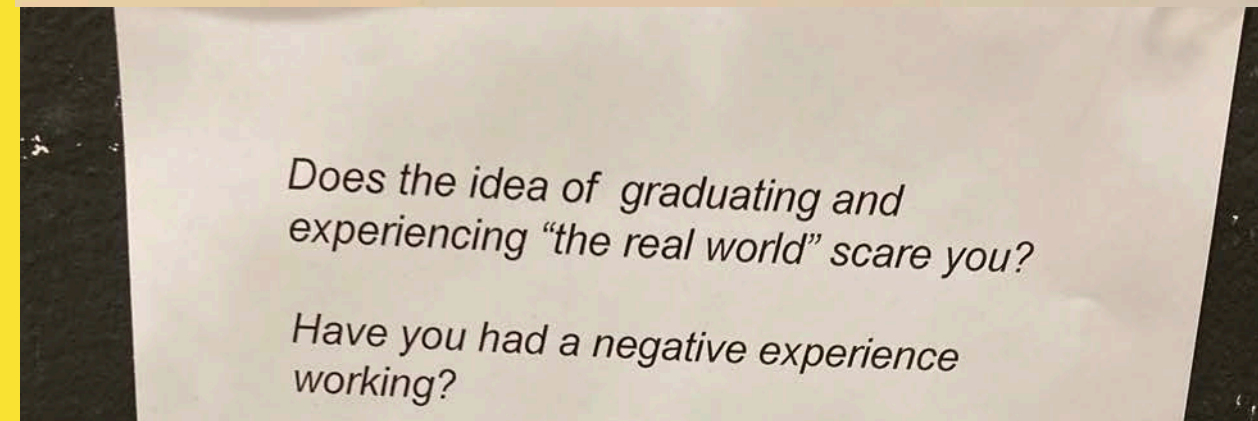 Does the idea of  graduating and
experiencing “the real world” scare you?
Have you had a negative experience
working?